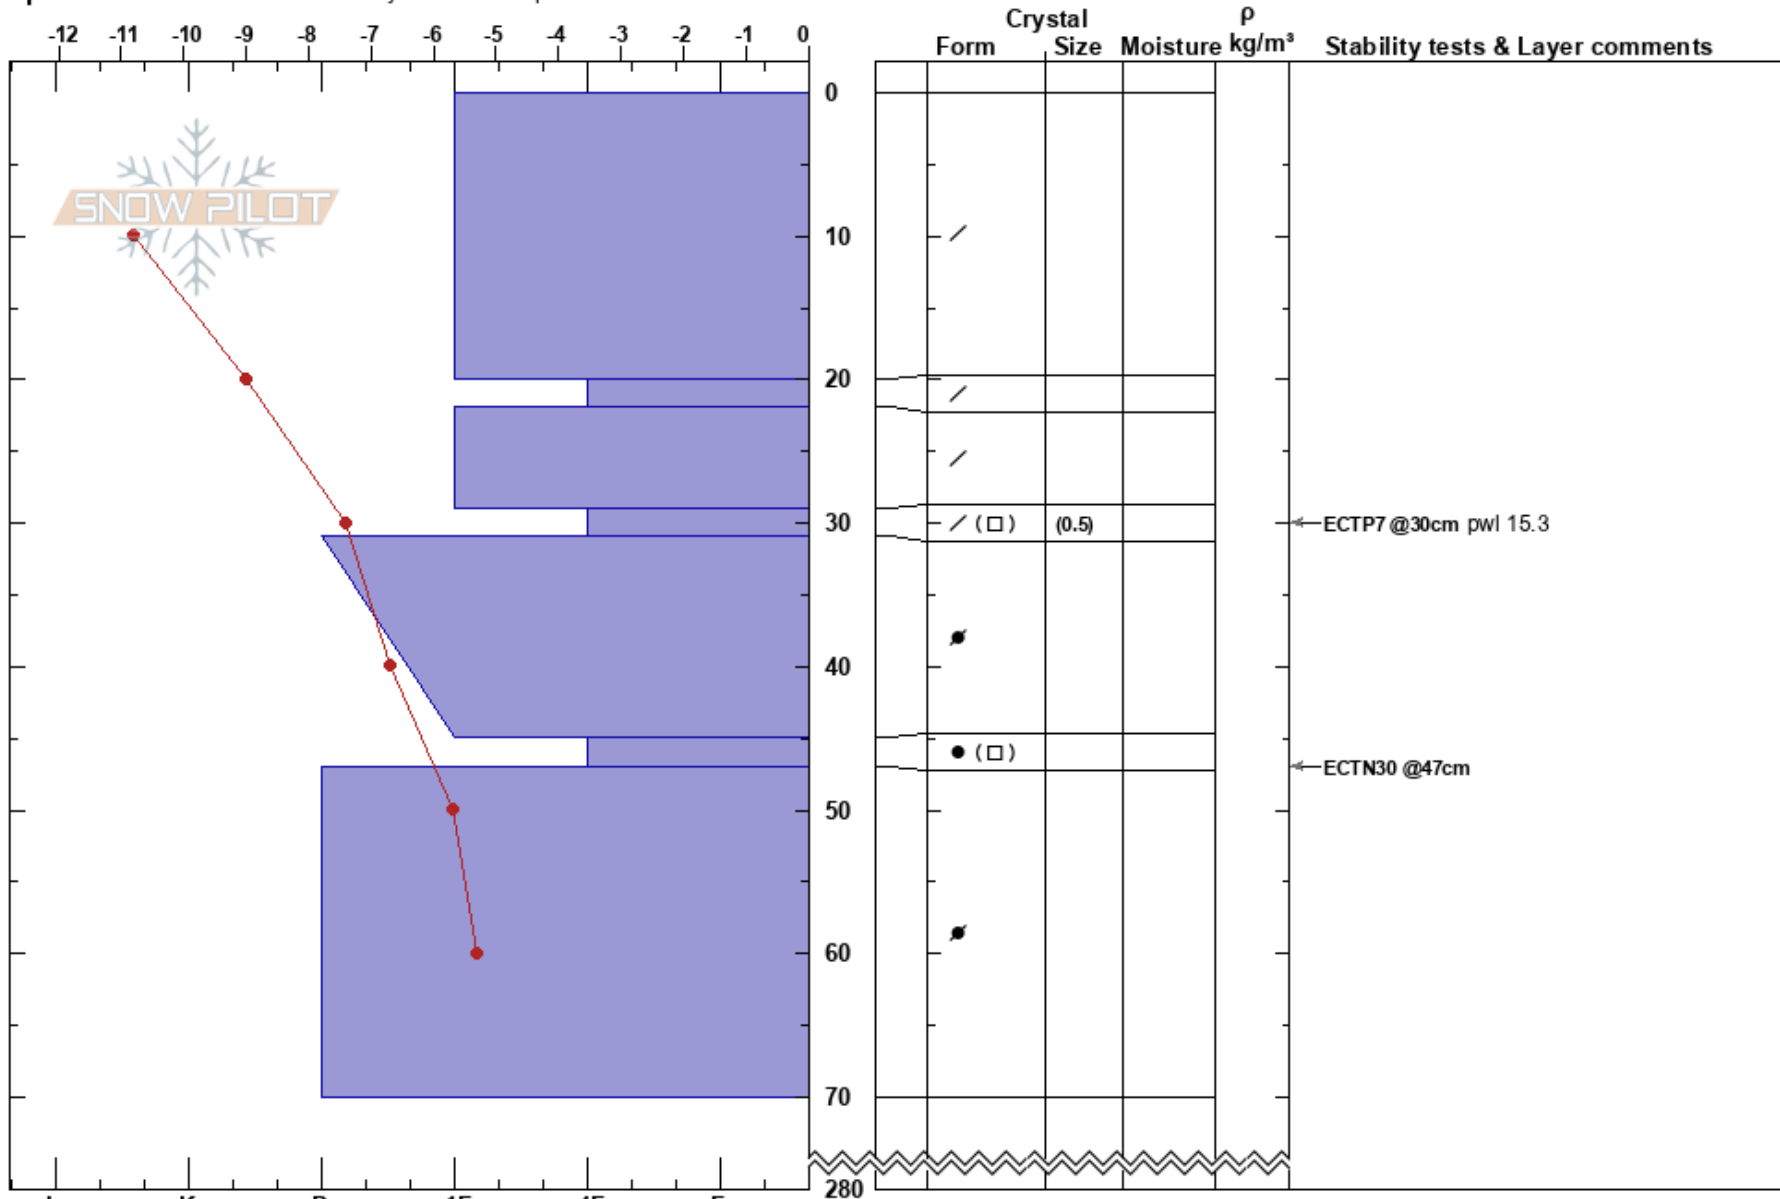 Crystal ρ
-12 -11 -10 -9 -8 -7 -6 -5 -4 -3 -2 -1 0
Form Size Moisture kg/m³ Stability tests & Layer comments
0
SNOW PILOT
10
20
30 (0.5) ECTP7 @30cm pwl 15.3
40
ECTN30 @47cm
50
60
70
280